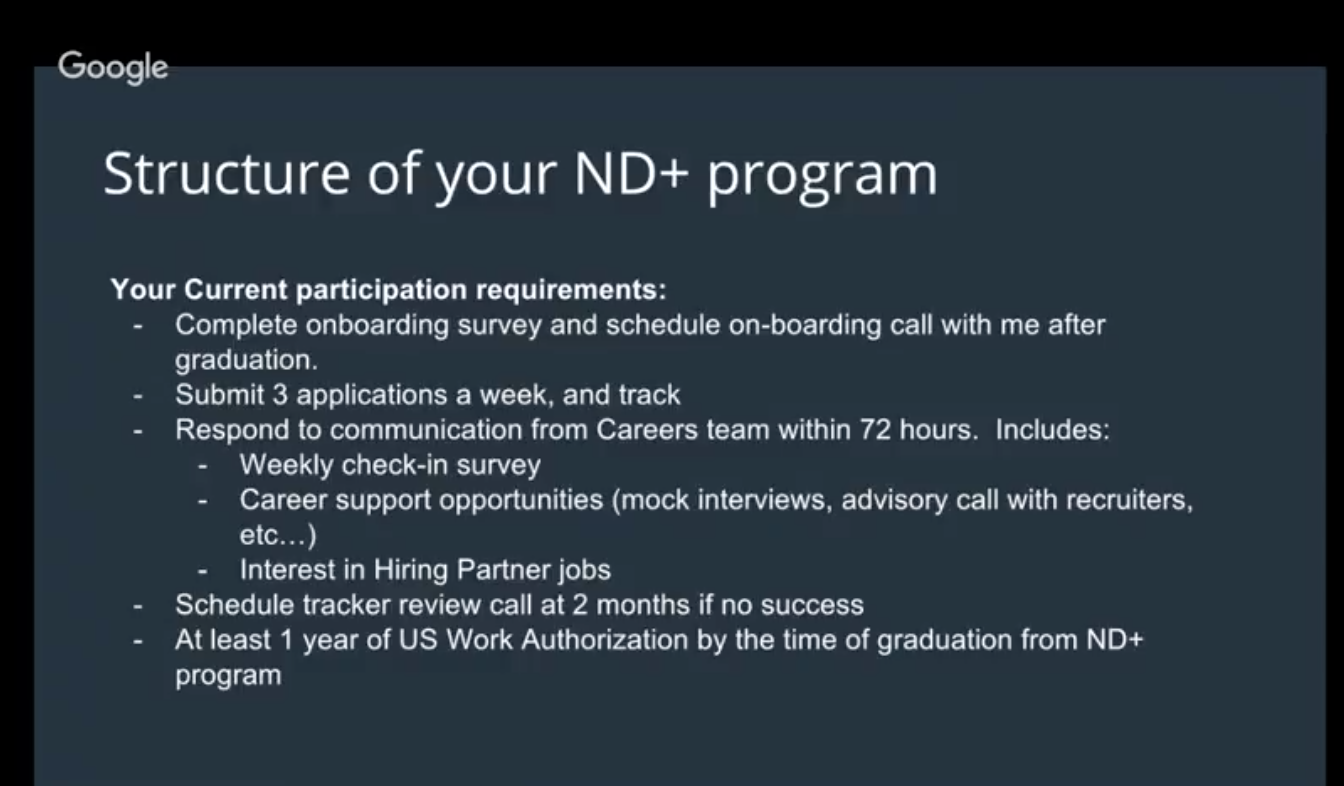 Google
Structure of your ND+ program
Your Current participation requirements:
- Complete onboarding survey and schedule on-boarding call with me after
graduation.
- Submit 3 applications a week, and track
- Respond to communication from Careers team within 72 hours.  Includes:
- Weekly check-in survey
- Career support opportunities (mock interviews, advisory call with recruiters,
etc...)
- Interest in Hiring Partner jobs
- Schedule tracker review call at 2 months if no success
- At least 1 year of US Work Authorization by the time of graduation from ND+
program